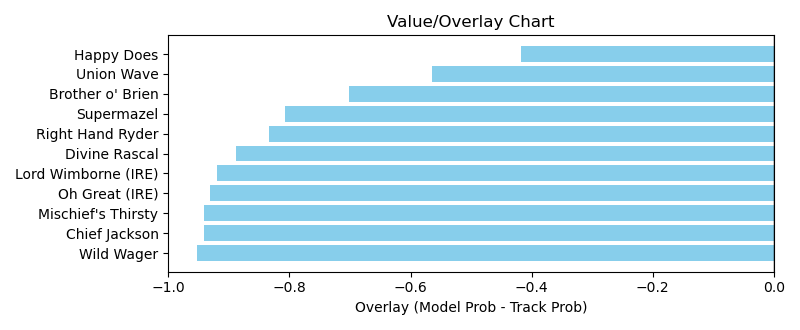 Value/Overlay Chart
Happy Does
Union Wave
Brother o' Brien
Supermazel
Right Hand Ryder
Divine Rascal
Lord Wimborne (IRE)
Oh Great (IRE)
Mischief's Thirsty
Chief Jackson
Wild Wager
−1.0 −0.8 −0.6 −0.4 −0.2 0.0
Overlay (Model Prob - Track Prob)